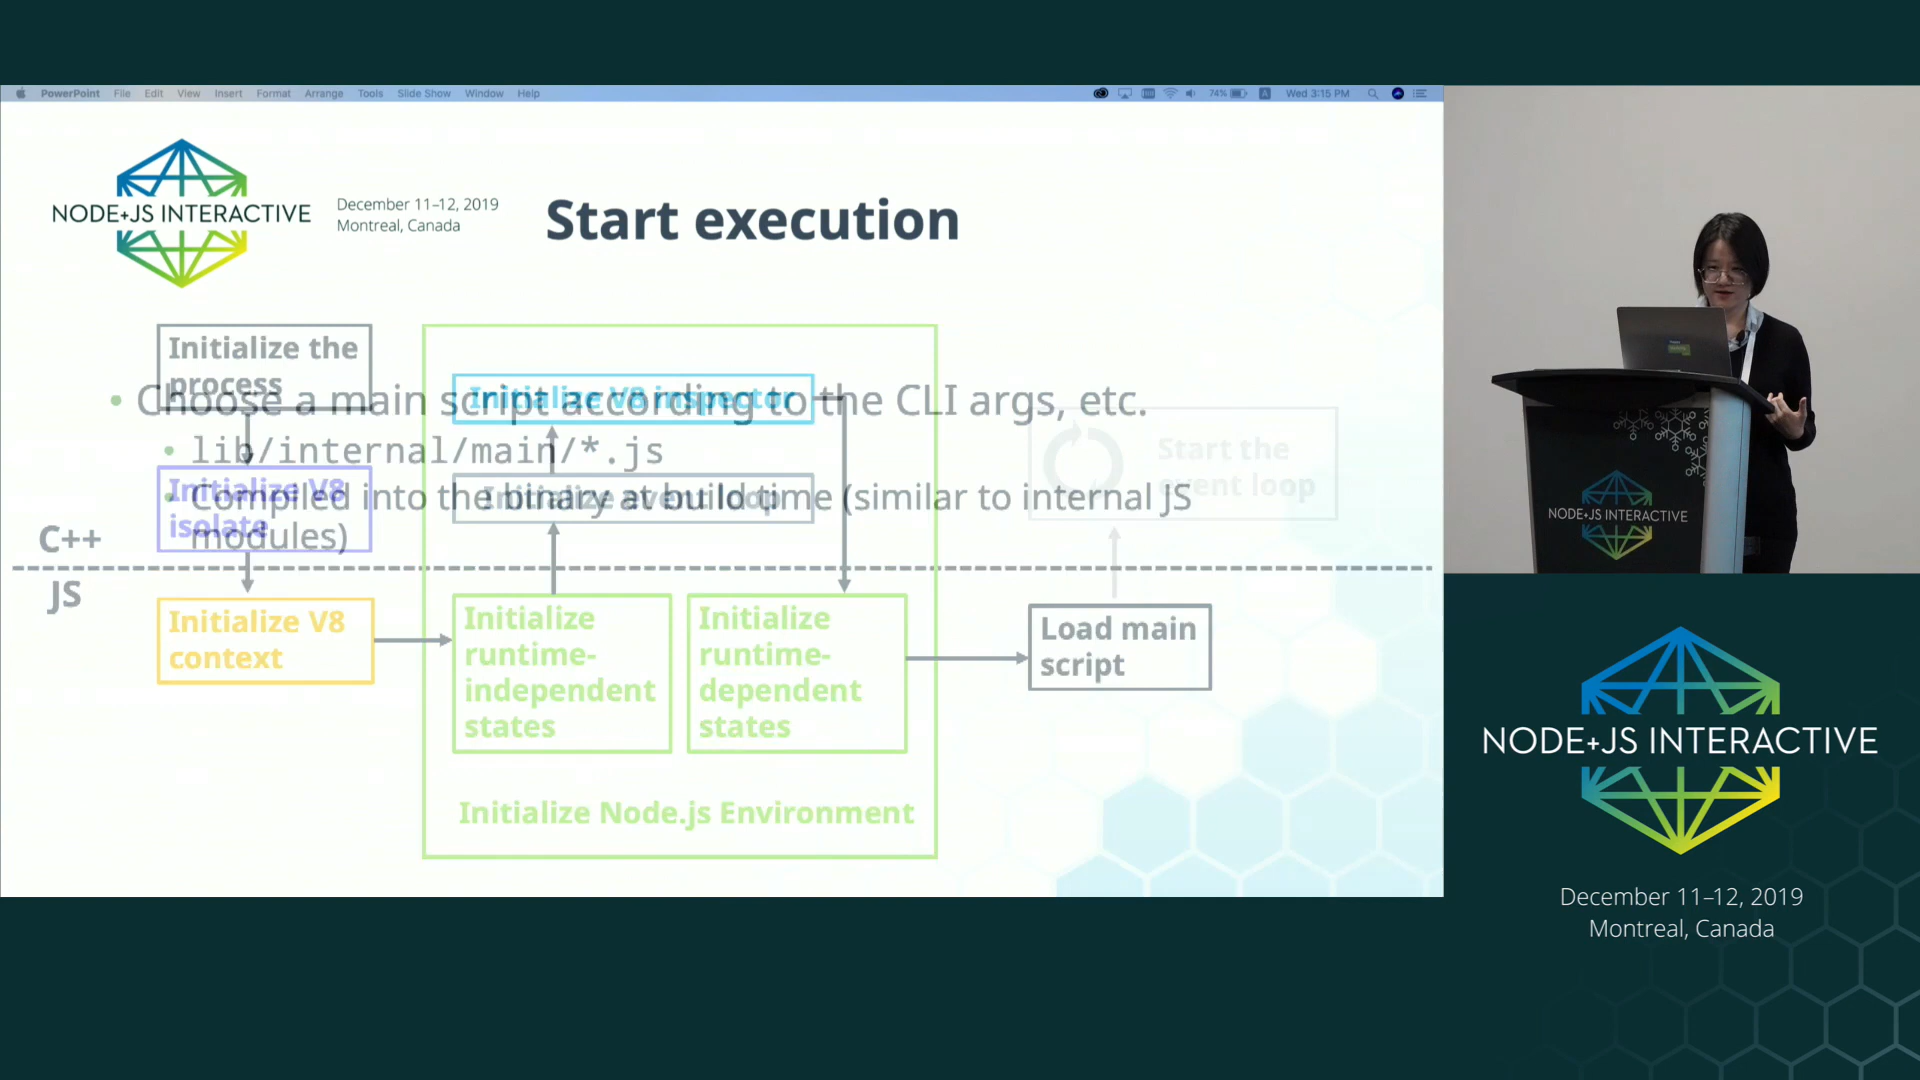 PowerPoint File Edit View Insert Format Arrange Tools Slide Show Window Help
74% A Wed 3:15 PM
NODE+JS INTERACTIVE
December 11–12, 2019
Montreal, Canada
Start execution
Initialize the
process
Initialize V8
isolate
C++
JS
Initialize V8
context
• Choose a main script according to the CLI args, etc.
• lib/internal/main/*.js
• Compiled into the binary at build time (similar to internal JS
modules)
Initialize V8 inspector
Initialize event loop
Initialize
runtime-
independent
states
Initialize
runtime-
dependent
states
Initialize Node.js Environment
Load main
script
Start the
event loop
NODE+JS INTERACTIVE
NODE+JS INTERACTIVE
December 11–12, 2019
Montreal, Canada